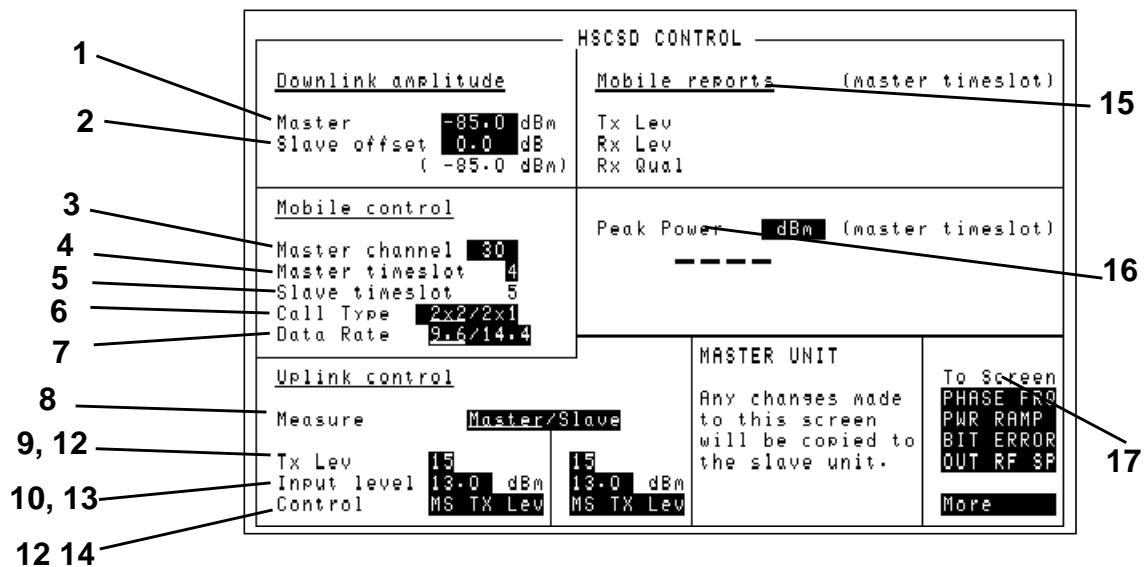 HSCSD CONTROL
1
2
Downlink amplitude
Master -85.0 dBm
Slave offset 0.0 dB
( -85.0 dBm)
Mobile reports (master timeslot)
15
Tx Lev
Rx Lev
Rx Qual
3
4
5
6
7
Mobile control
Master channel 30
Master timeslot 4
Slave timeslot 5
Call Type 2x2/2x1
Data Rate 9.6/14.4
Peak Power dBm (master timeslot)
----
16
8
9, 12
10, 13
12 14
Uplink control
Measure Master/Slave
Tx Lev 15 15
Input level 13.0 dBm 13.0 dBm
Control MS TX Lev MS TX Lev
MASTER UNIT
Any changes made
to this screen
will be copied to
the slave unit.
To Screen
PHASE FRQ
PWR RAMP
BIT ERROR
OUT RF SP
More
17